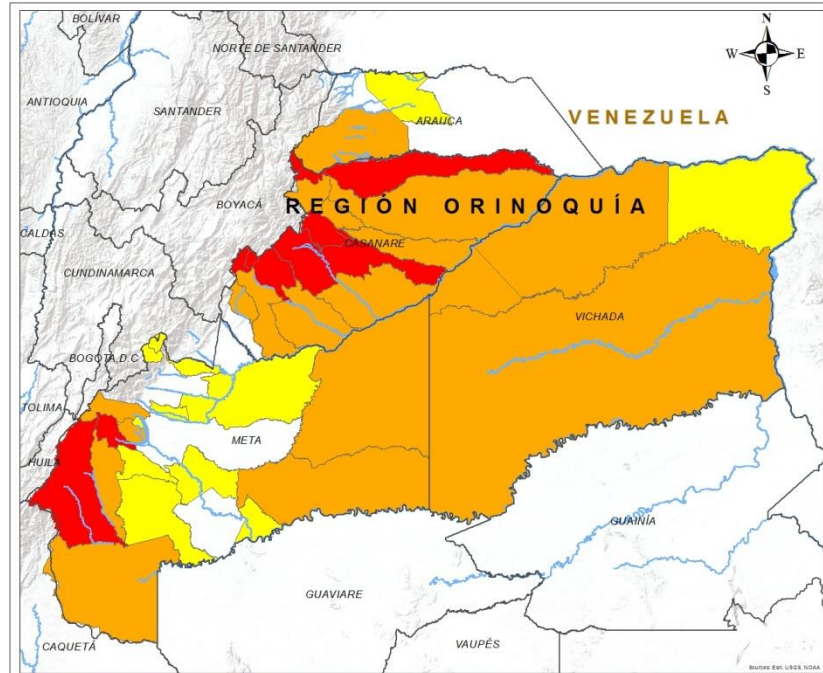 BOLÍVAR
N
NORTE DE SANTANDER
W E
S
ANTIOQUIA
SANTANDER
ARAUCA
VENEZUELA
BOYACÁ
REGIÓN ORINOQUÍA
CALDAS
CASANARE
CUNDINAMARCA
VICHADA
BOGOTÁ, D.C
TOLIMA
META
HUILA
GUAINÍA
GUAVIARE
CAQUETÁ
VAUPÉS
Sources: Esri, USGS, NOAA